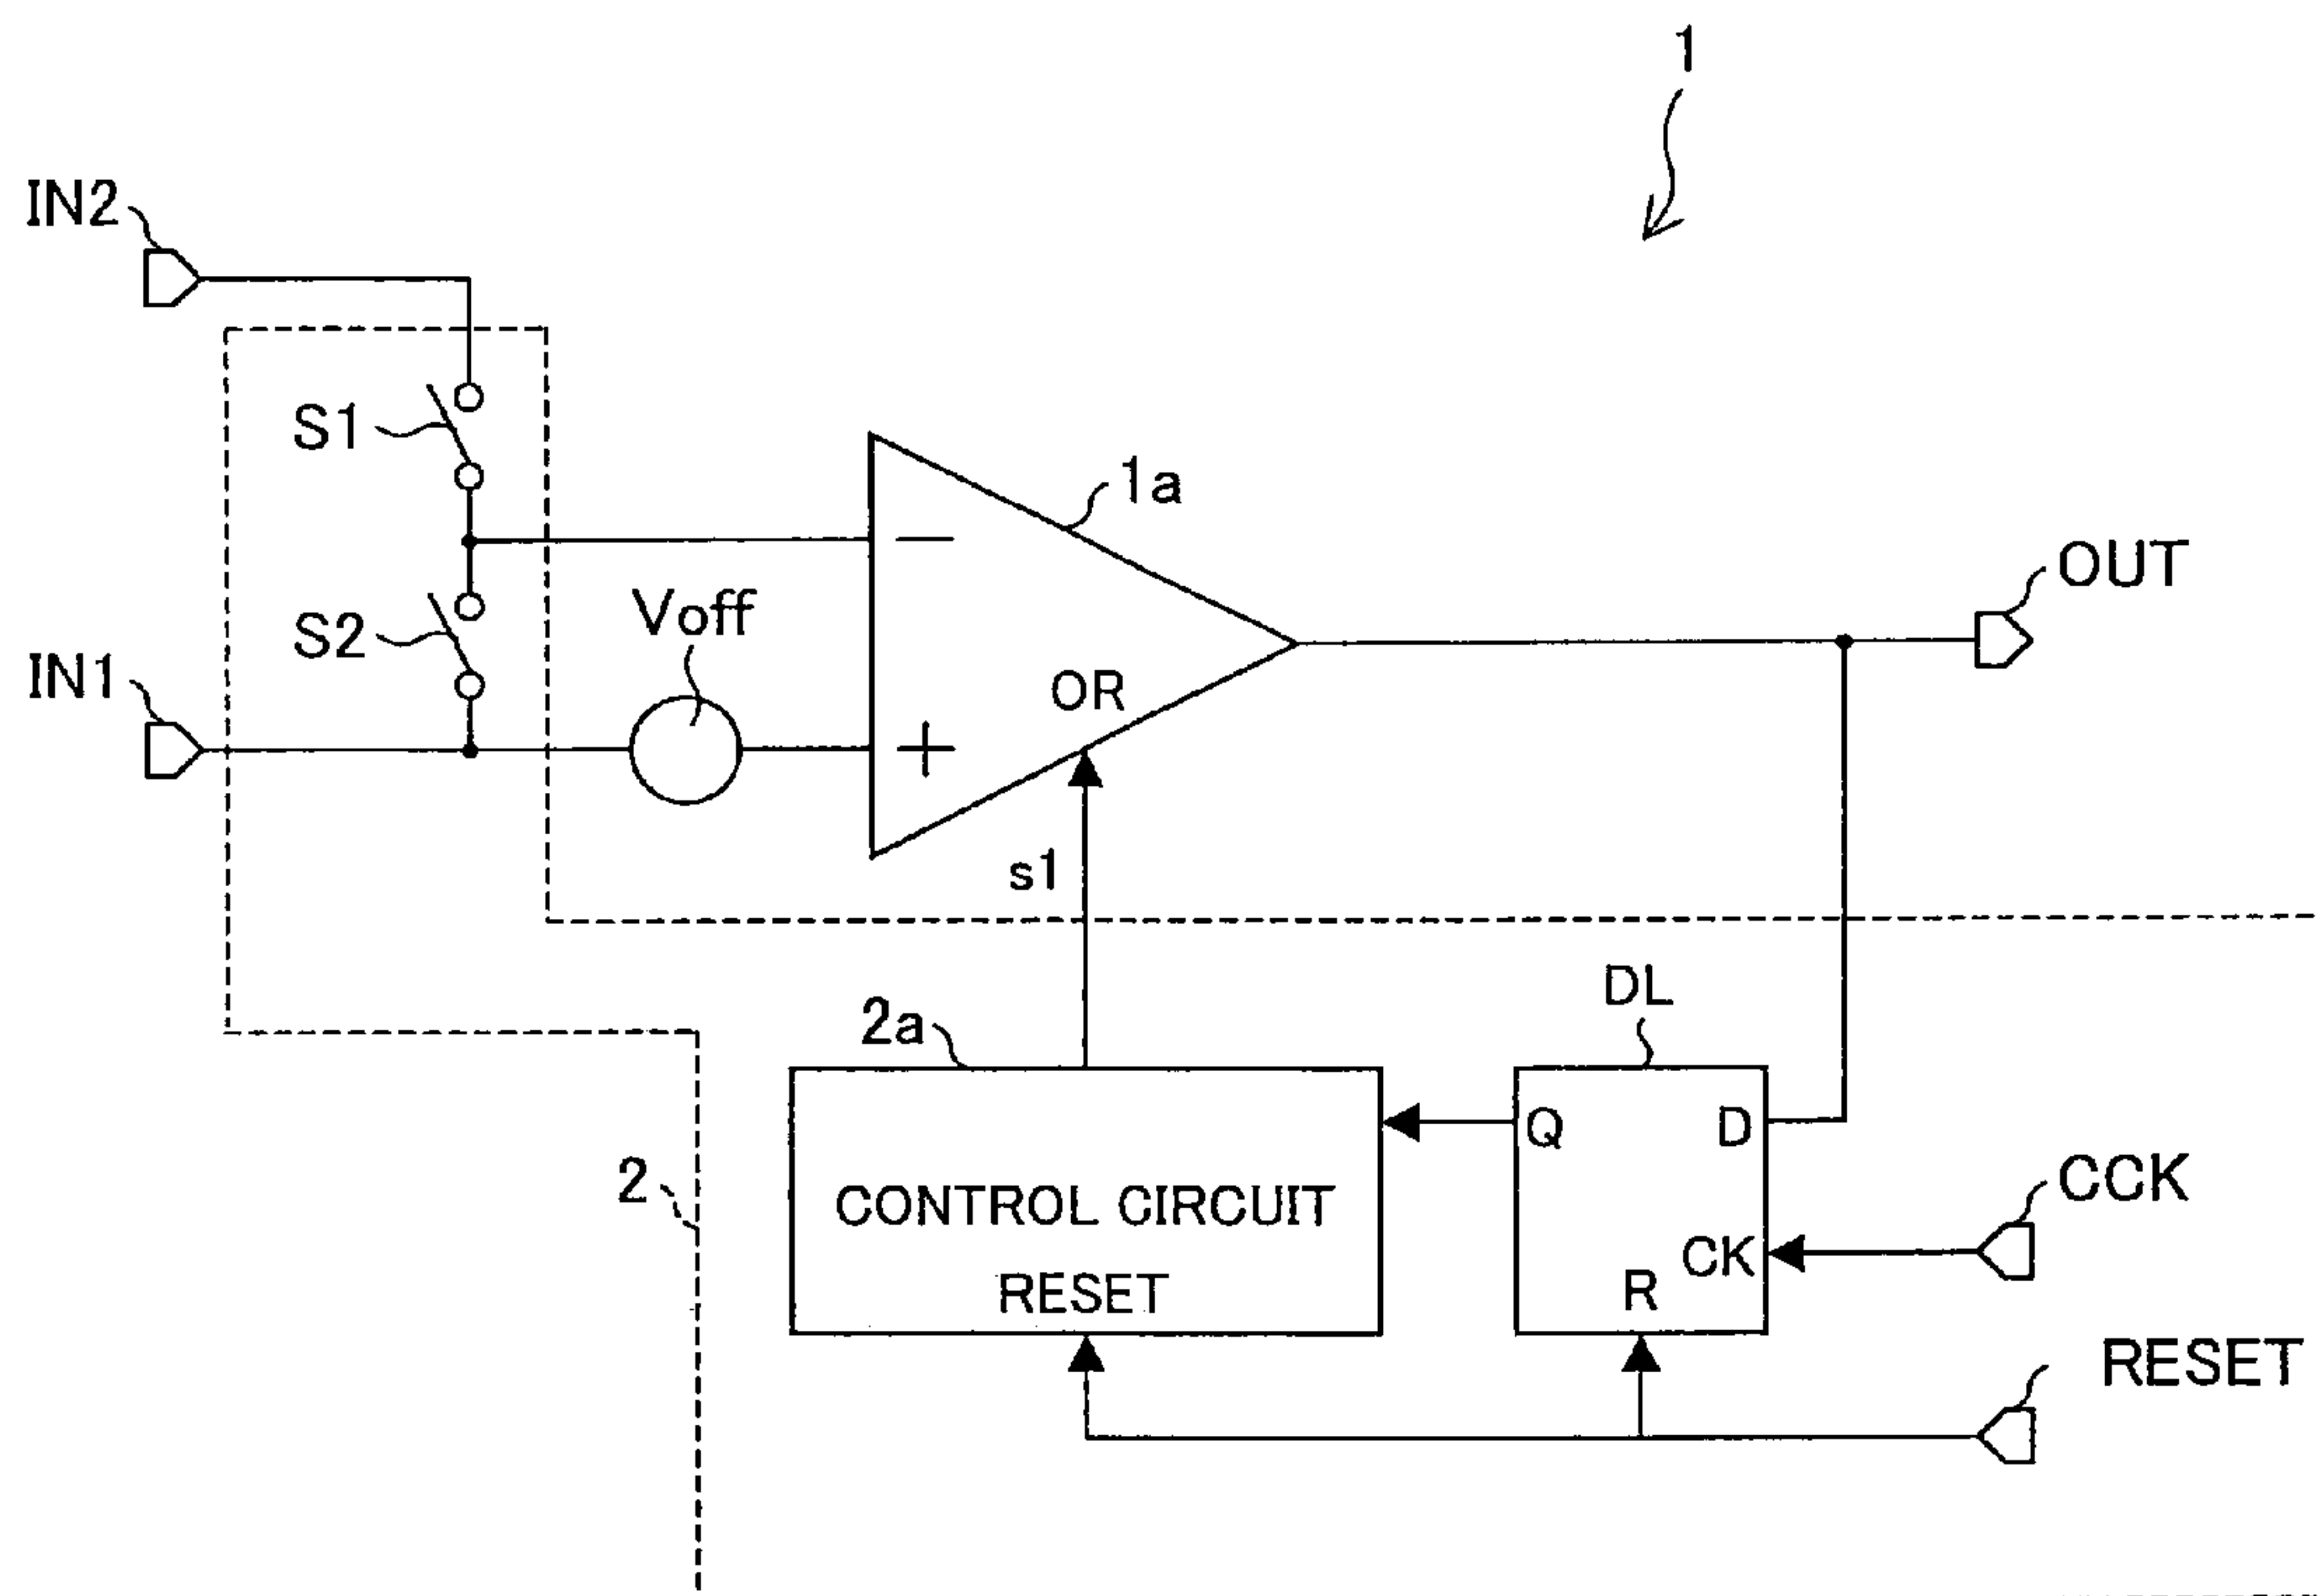 1
IN2
S1
1a
OUT
Voff
S2
IN1
−
+
OR
s1
DL
2a
Q
D
CCK
2
CONTROL CIRCUIT
CK
R
RESET
RESET